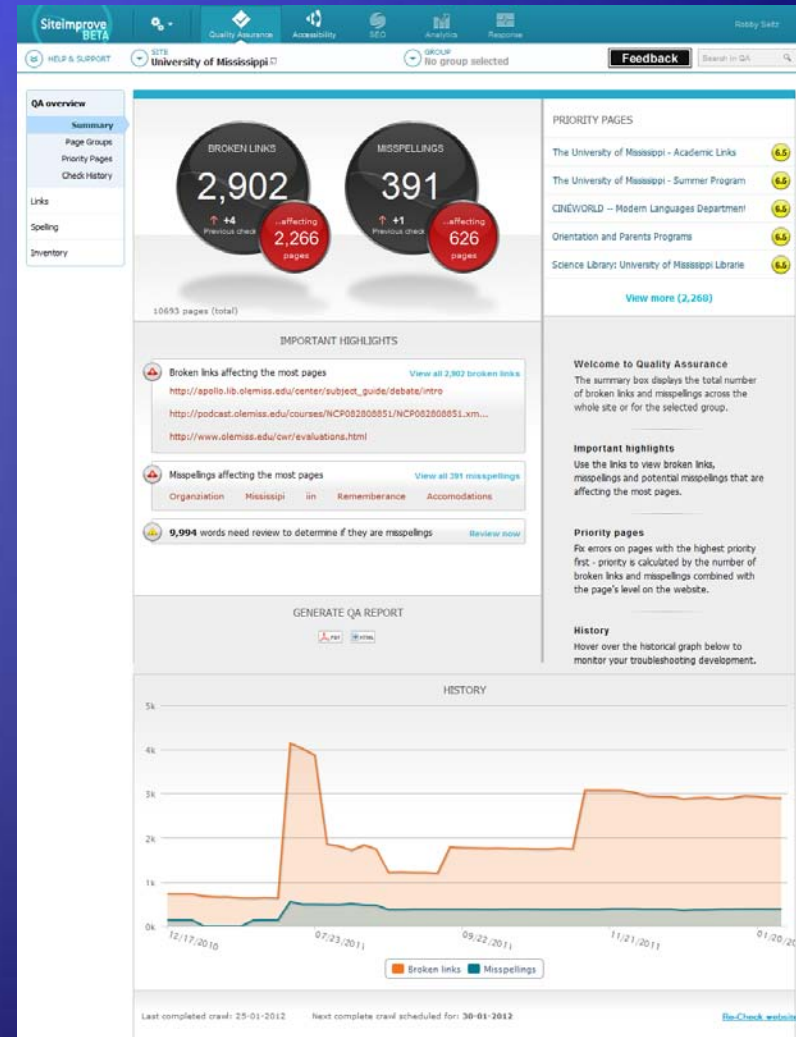 Siteimprove
BETA
Quality Assurance
Accessibility
SEO
Analytics
Response
Robby Seitz
HELP & SUPPORT
SITE
University of Mississippi
GROUP
No group selected
Feedback
Search in QA
QA overview
Summary
Page Groups
Priority Pages
Check History
Links
Spelling
Inventory
BROKEN LINKS
2,902
+4
Previous check
...affecting
2,266
pages
MISSPELLINGS
391
+1
Previous check
...affecting
626
pages
10693 pages (total)
PRIORITY PAGES
The University of Mississippi - Academic Links 6.5
The University of Mississippi - Summer Program 6.5
CINEWORLD -- Modern Languages Department 6.5
Orientation and Parents Programs 6.5
Science Library: University of Mississippi Librarie 6.5
View more (2,268)
IMPORTANT HIGHLIGHTS
Broken links affecting the most pages View all 2,902 broken links
http://apollo.lib.olemiss.edu/center/subject_guide/debate/intro
http://podcast.olemiss.edu/courses/NCP082808851/NCP082808851.xm...
http://www.olemiss.edu/cwr/evaluations.html
Misspellings affecting the most pages View all 391 misspellings
Organziation Mississipi iin Rememberance Accomodations
9,994 words need review to determine if they are misspellings Review now
GENERATE QA REPORT
PDF HTML
Welcome to Quality Assurance
The summary box displays the total number
of broken links and misspellings across the
whole site or for the selected group.
Important highlights
Use the links to view broken links,
misspellings and potential misspellings that are
affecting the most pages.
Priority pages
Fix errors on pages with the highest priority
first - priority is calculated by the number of
broken links and misspellings combined with
the page's level on the website.
History
Hover over the historical graph below to
monitor your troubleshooting development.
HISTORY
5k
4k
3k
2k
1k
0k
12/17/2010
07/23/2011
09/22/2011
11/21/2011
01/20/20
Broken links Misspellings
Last completed crawl: 25-01-2012 Next complete crawl scheduled for: 30-01-2012
Re-Check website